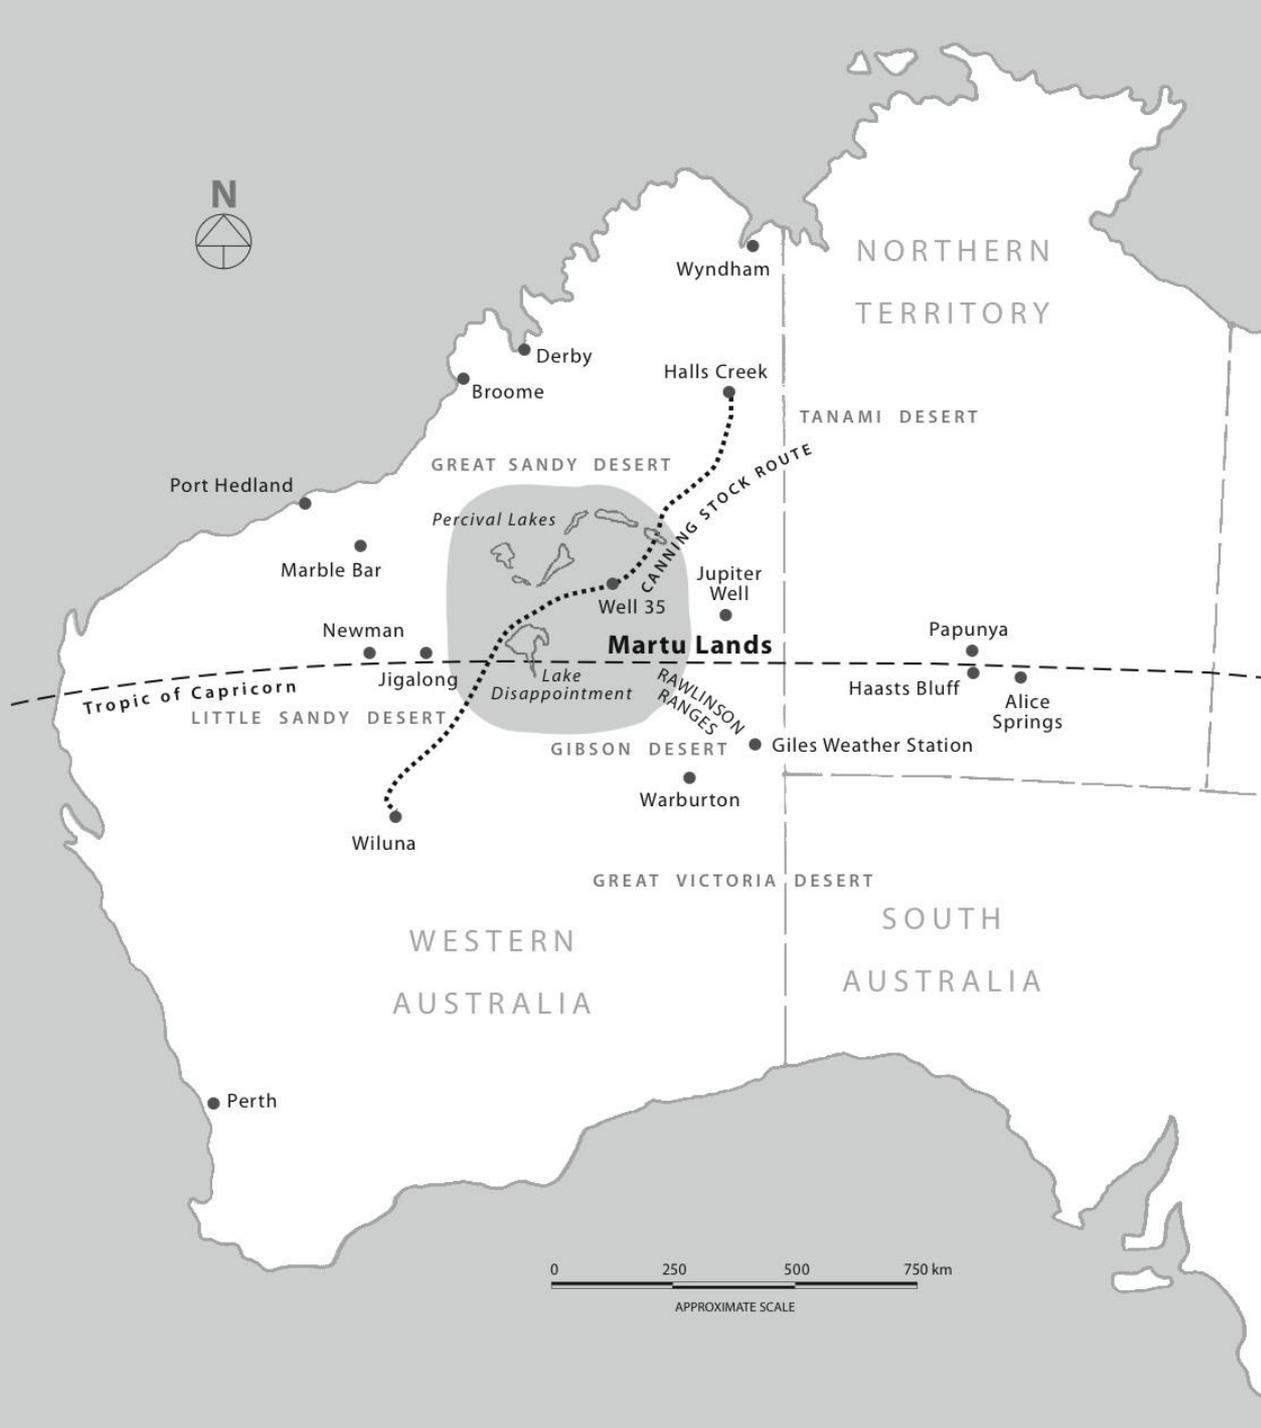 N
NORTHERN
TERRITORY
Wyndham
Derby
Broome
Halls Creek
TANAMI DESERT
GREAT SANDY DESERT
CANNING STOCK ROUTE
Port Hedland
Percival Lakes
Marble Bar
Jupiter
Well
Well 35
Newman
Martu Lands
Papunya
Jigalong
Tropic of Capricorn
Lake
Disappointment
RAWLINSON
RANGES
Haasts Bluff
Alice
Springs
LITTLE SANDY DESERT
GIBSON DESERT
Giles Weather Station
Warburton
Wiluna
GREAT VICTORIA DESERT
WESTERN
AUSTRALIA
SOUTH
AUSTRALIA
Perth
0 250 500 750 km
APPROXIMATE SCALE